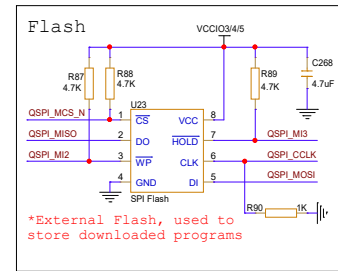 Flash
VCCIO3/4/5
R87
4.7K
R88
4.7K
R89
4.7K
C268
4.7uF
QSPI_MCS_N
QSPI_MISO
QSPI_MI2
U23
1
CS
VCC
8
2
DO
HOLD
7
3
WP
CLK
6
4
GND
DI
5
SPI Flash
QSPI_MI3
QSPI_CCLK
QSPI_MOSI
R90
1K
*External Flash, used to
store downloaded programs